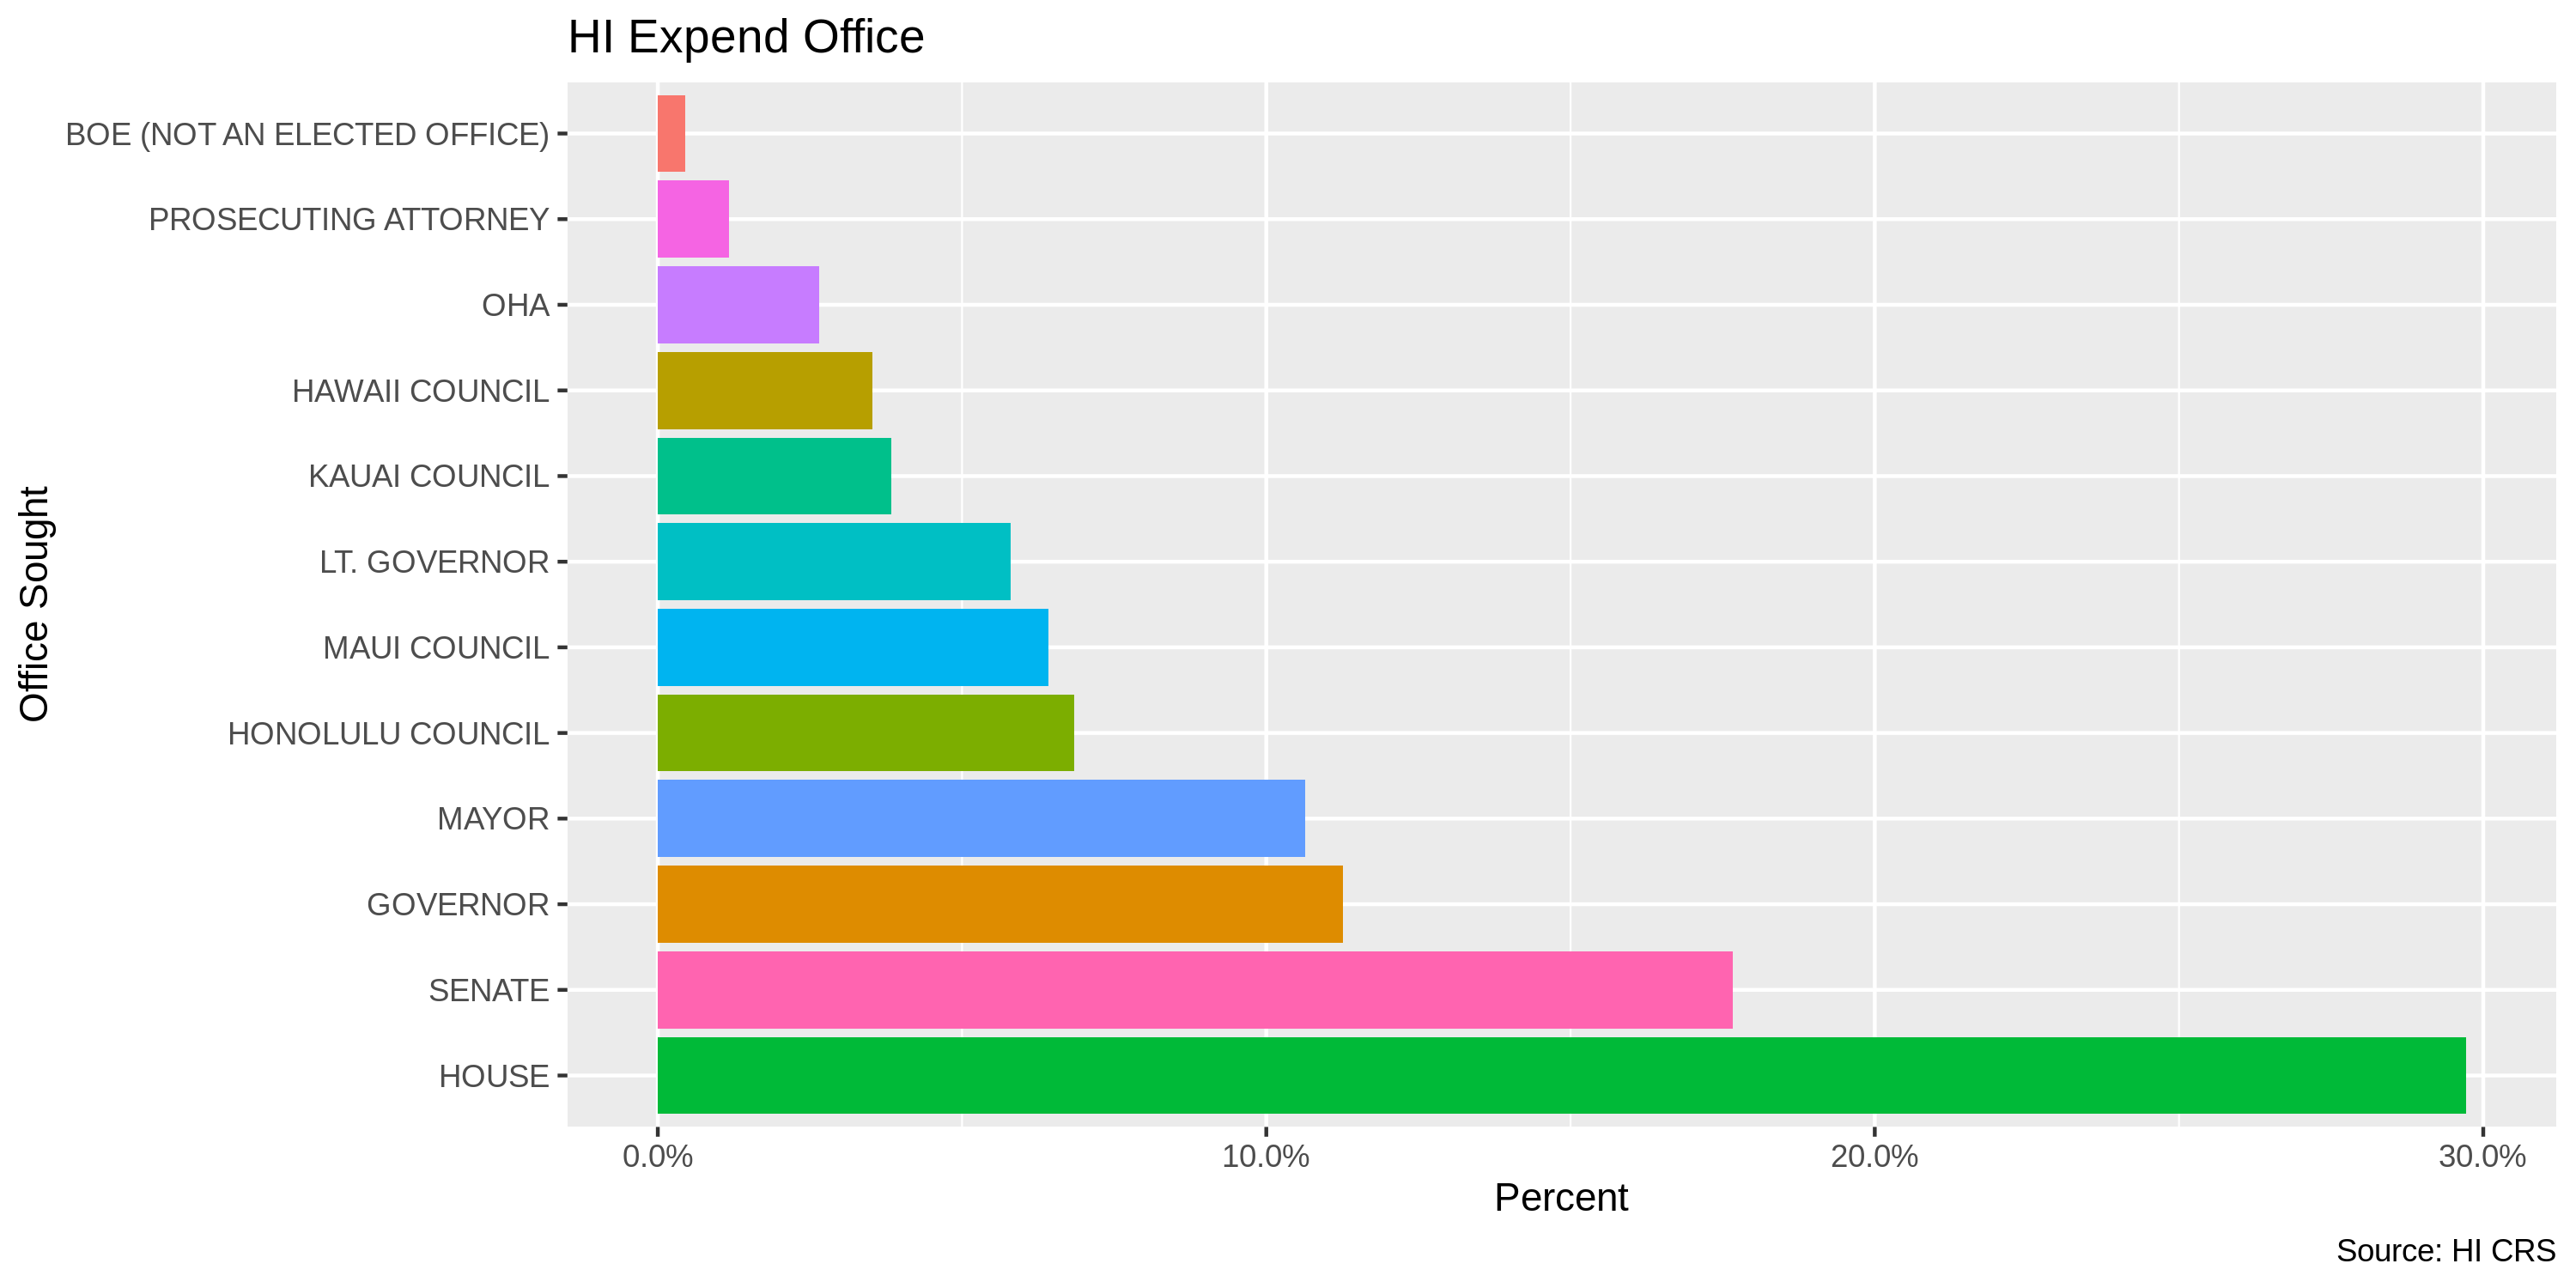 HI Expend Office
Office Sought
BOE (NOT AN ELECTED OFFICE)
PROSECUTING ATTORNEY
OHA
HAWAII COUNCIL
KAUAI COUNCIL
LT. GOVERNOR
MAUI COUNCIL
HONOLULU COUNCIL
MAYOR
GOVERNOR
SENATE
HOUSE
0.0% 10.0% 20.0% 30.0%
Percent
Source: HI CRS